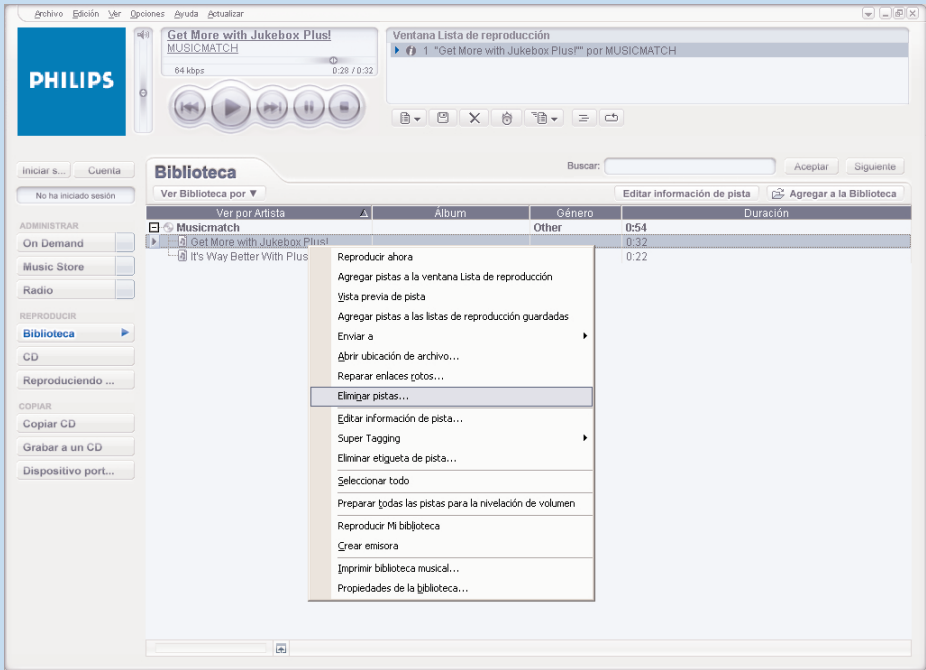 Archivo Edición Ver Opciones Ayuda Actualizar
PHILIPS
Get More with Jukebox Plus!
MUSICMATCH
64 kbps 0:28 / 0:32
Ventana Lista de reproducción
1 "Get More with Jukebox Plus!"" por MUSICMATCH
Iniciar s... Cuenta
No ha iniciado sesión
Biblioteca
Buscar: Aceptar Siguiente
Ver Biblioteca por
Editar información de pista Agregar a la Biblioteca
Ver por Artista Álbum Género Duración
Musicmatch Other 0:54
Get More with Jukebox Plus! 0:32
It's Way Better With Plus 0:22
ADMINISTRAR
On Demand
Music Store
Radio
REPRODUCIR
Biblioteca
CD
Reproduciendo ...
COPIAR
Copiar CD
Grabar a un CD
Dispositivo port...
Reproducir ahora
Agregar pistas a la ventana Lista de reproducción
Vista previa de pista
Agregar pistas a las listas de reproducción guardadas
Enviar a
Abrir ubicación de archivo...
Reparar enlaces rotos...
Eliminar pistas...
Editar información de pista...
Super Tagging
Eliminar etiqueta de pista...
Seleccionar todo
Preparar todas las pistas para la nivelación de volumen
Reproducir Mi biblioteca
Crear emisora
Imprimir biblioteca musical...
Propiedades de la biblioteca...